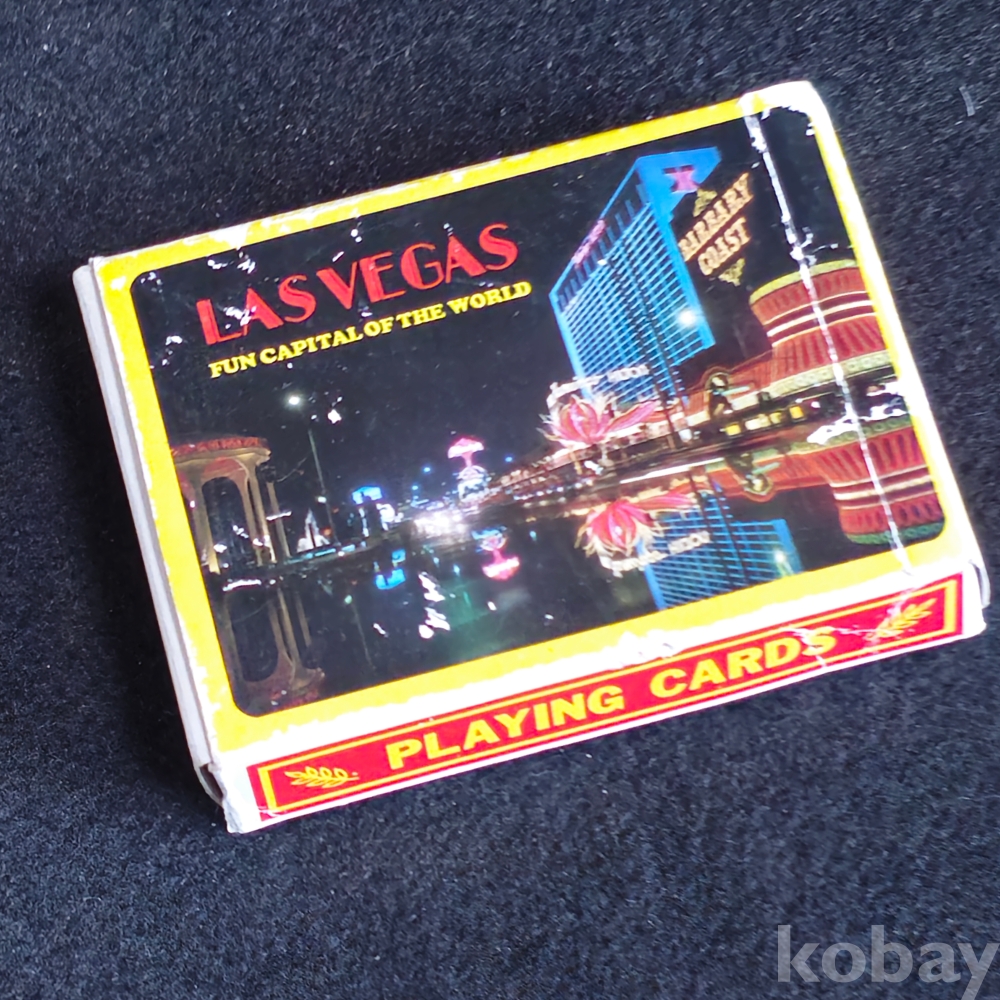 LAS VEGAS
FUN CAPITAL OF THE WORLD
BARBARY
COAST
PLAYING CARDS
kobay